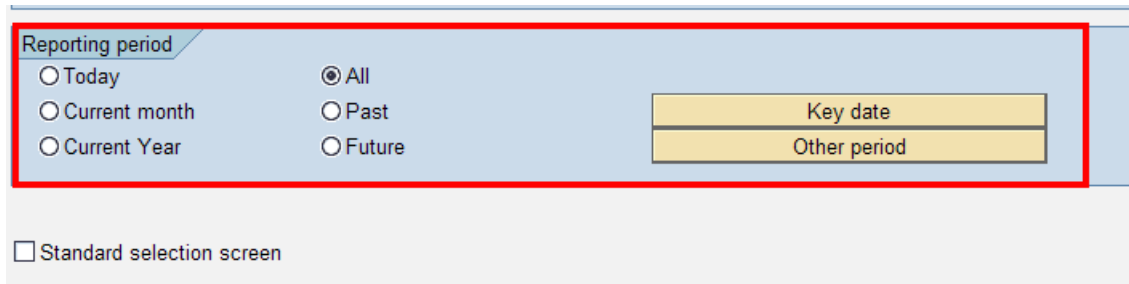 Reporting period
Today All
Current month Past Key date
Current Year Future Other period
Standard selection screen